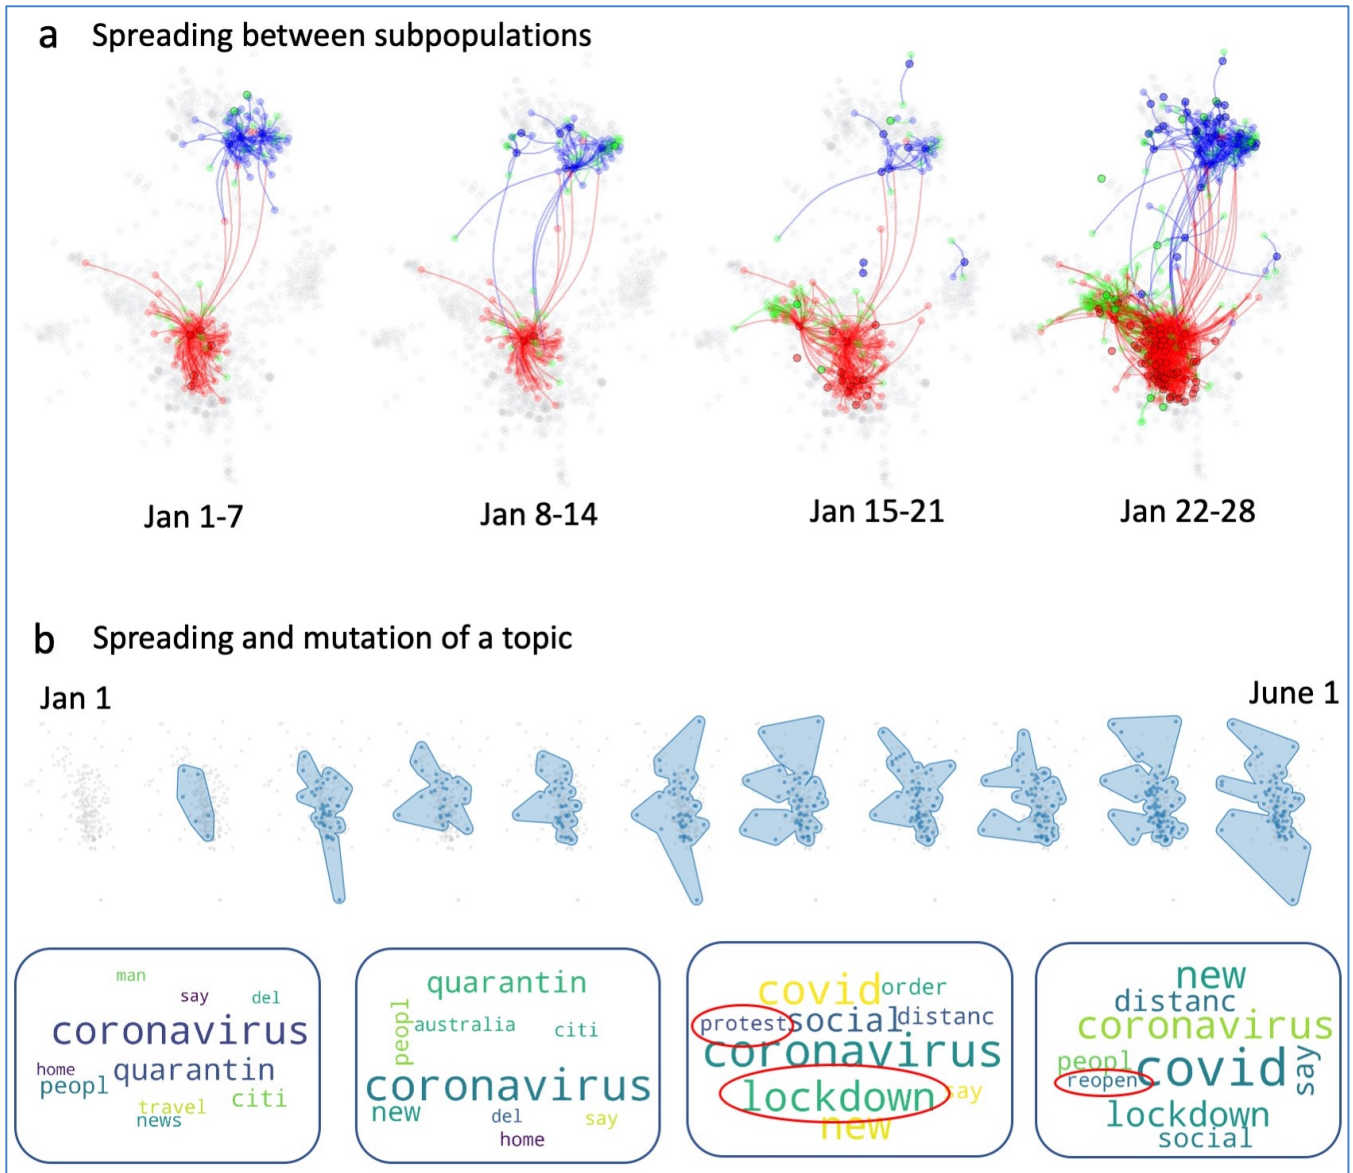 a Spreading between subpopulations
Jan 1-7
Jan 8-14
Jan 15-21
Jan 22-28
b Spreading and mutation of a topic
Jan 1
June 1
man
say
del
coronavirus
home
quarantin
peopl
travel
citi
news
quarantin
peopl
australia
citi
coronavirus
new
del
say
home
covid
order
protest
social
distanc
coronavirus
lockdown
say
new
new
distanc
coronavirus
peopl
covid
say
reopen
lockdown
social